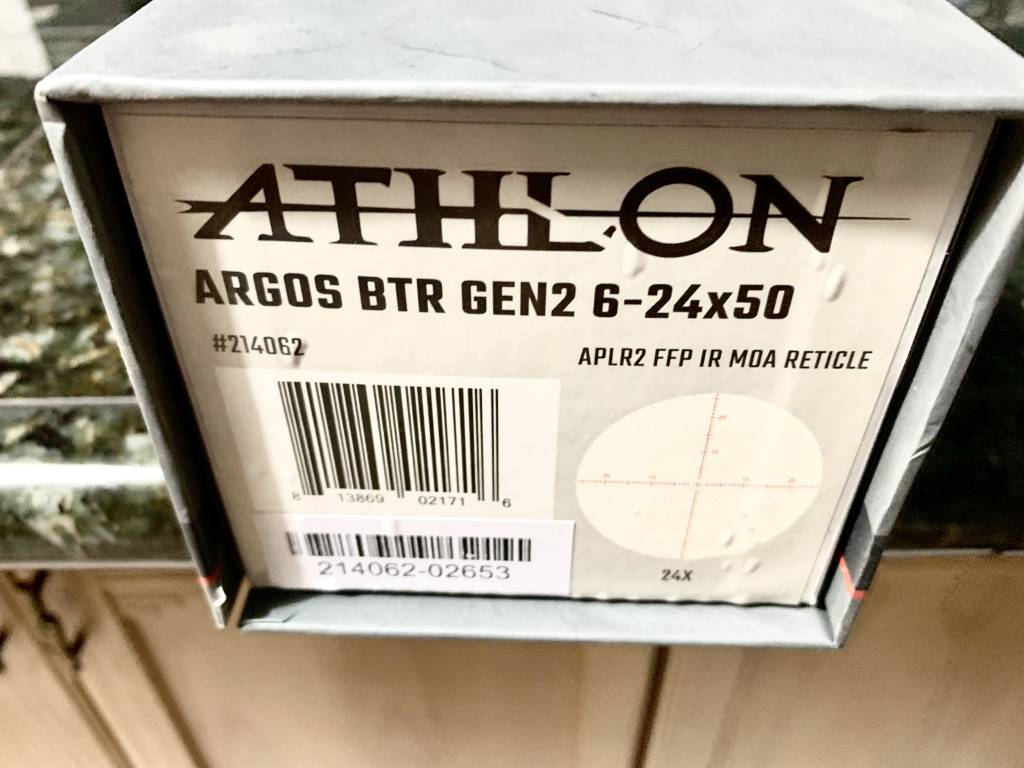 ATHLON
ARGOS BTR GEN2 6-24x50
#214062
APLR2 FFP IR MOA RETICLE
8 13869 02171 6
214062-02653
24X